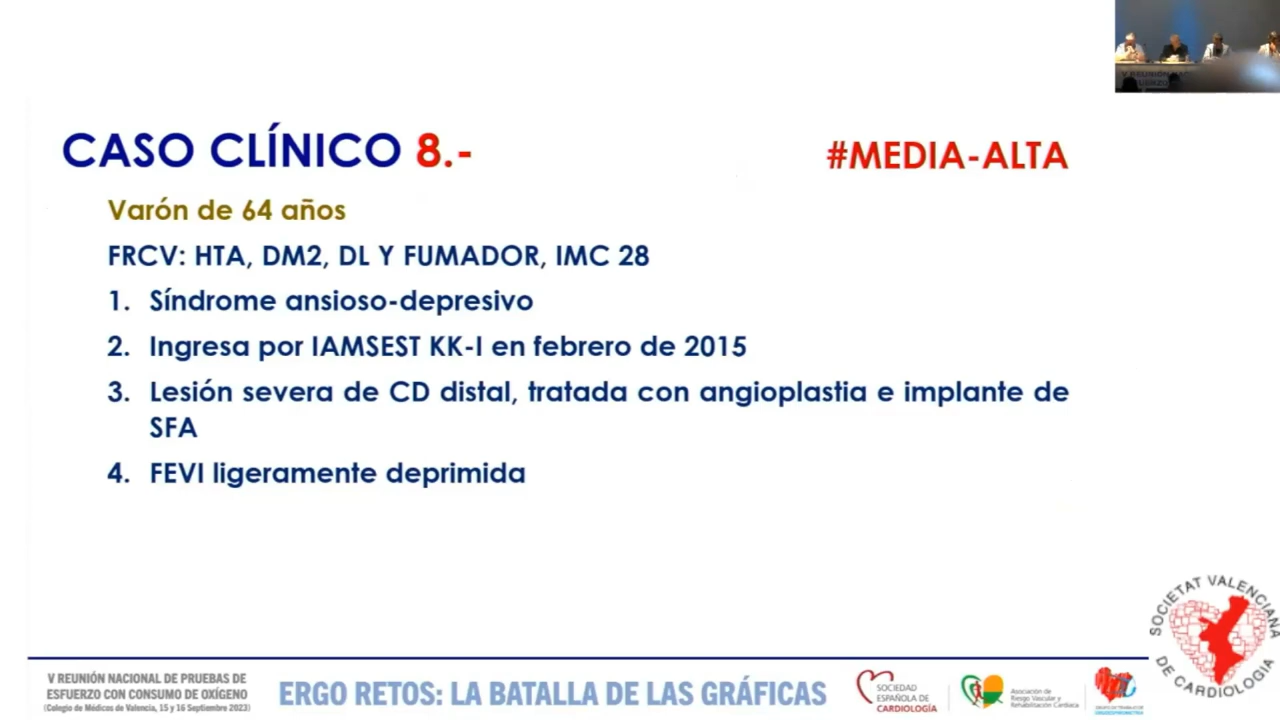 CASO CLÍNICO 8.-
#MEDIA-ALTA
Varón de 64 años
FRCV: HTA, DM2, DL Y FUMADOR, IMC 28
1. Síndrome ansioso-depresivo
2. Ingresa por IAMSEST KK-I en febrero de 2015
3. Lesión severa de CD distal, tratada con angioplastia e implante de
SFA
4. FEVI ligeramente deprimida
V REUNIÓN NACIONAL DE PRUEBAS DE
ESFUERZO CON CONSUMO DE OXÍGENO
(Colegio de Médicos de Valencia, 15 y 16 Septiembre 2023)
ERGO RETOS: LA BATALLA DE LAS GRÁFICAS
SOCIEDAD
ESPAÑOLA DE
CARDIOLOGÍA
Asociación de
Riesgo Vascular y
Rehabilitación Cardiaca
SOCIETAT VALENCIANA
DE CARDIOLOGIA